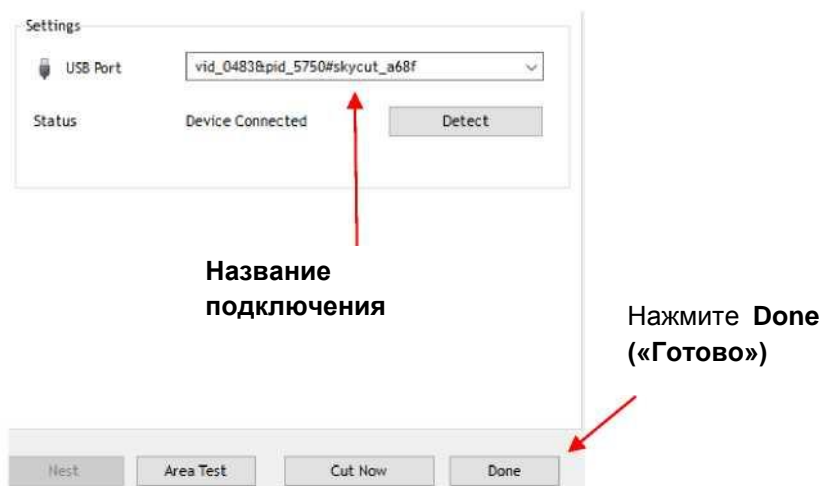 Settings
USB Port vid_0483&pid_5750#skycut_a68f
Status Device Connected Detect
Название
подключения
Нажмите Done
(«Готово»)
Nest Area Test Cut Now Done